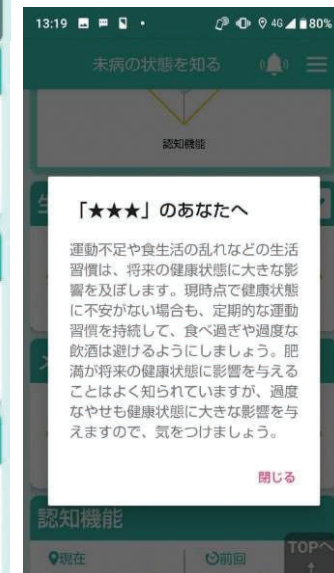 13:19
4G 80%
未病の状態を知る
認知機能
「★★★」のあなたへ
運動不足や食生活の乱れなどの生活
習慣は、将来の健康状態に大きな影
響を及ぼします。現時点で健康状態
に不安がない場合も、定期的な運動
習慣を持続して、食べ過ぎや過度な
飲酒は避けるようにしましょう。肥
満が将来の健康状態に影響を与える
ことはよく知られていますが、過度
なやせも健康状態に大きな影響を与
えますので、気をつけましょう。
閉じる
認知機能
現在
前回
TOPへ